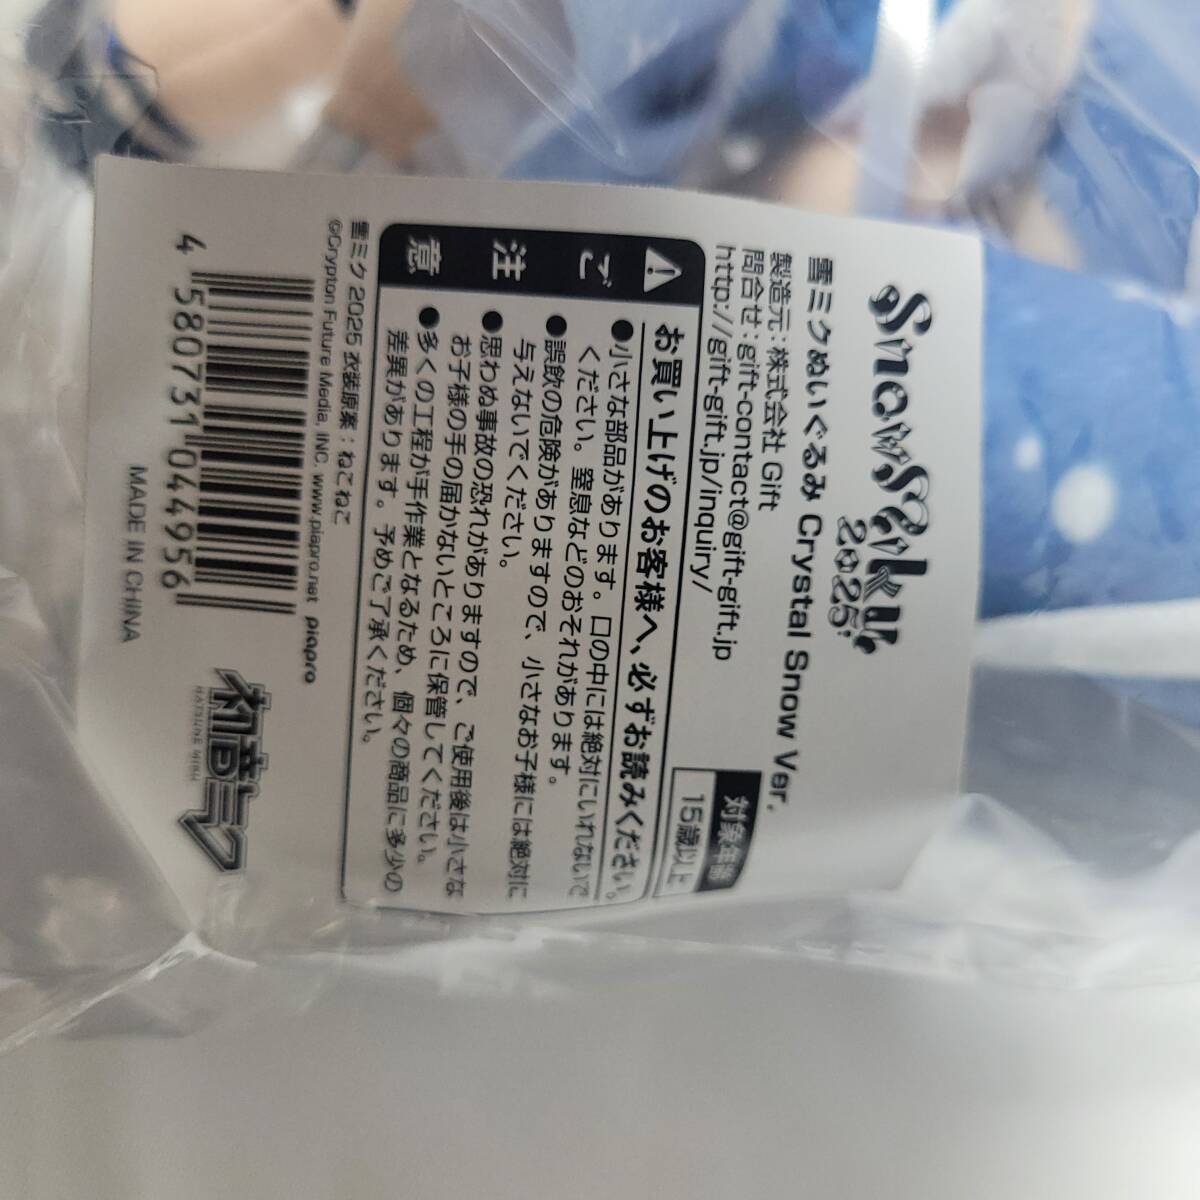 SnowMiku
2025
雪ミクぬいぐるみ Crystal Snow Ver.
製造元：株式会社 Gift
問合せ：gift-contact@gift-gift.jp
http://gift-gift.jp/inquiry/
対象年齢
15歳以上
ご注意
お買い上げのお客様へ、必ずお読みください。
●小さな部品があります。口の中には絶対にいれないで
ください。窒息などのおそれがあります。
●誤飲の危険がありますので、小さなお子様には絶対に
与えないでください。
●思わぬ事故の恐れがありますので、ご使用後は小さな
お子様の手の届かないところに保管してください。
●多くの工程が手作業となるため、個々の商品に多少の
差異があります。予めご了承ください。
雪ミク 2025 衣装原案：ねこねこ
©Crypton Future Media, INC. www.piapro.net piapro
4 580731 044956
MADE IN CHINA
初音ミク
HATSUNE MIKU